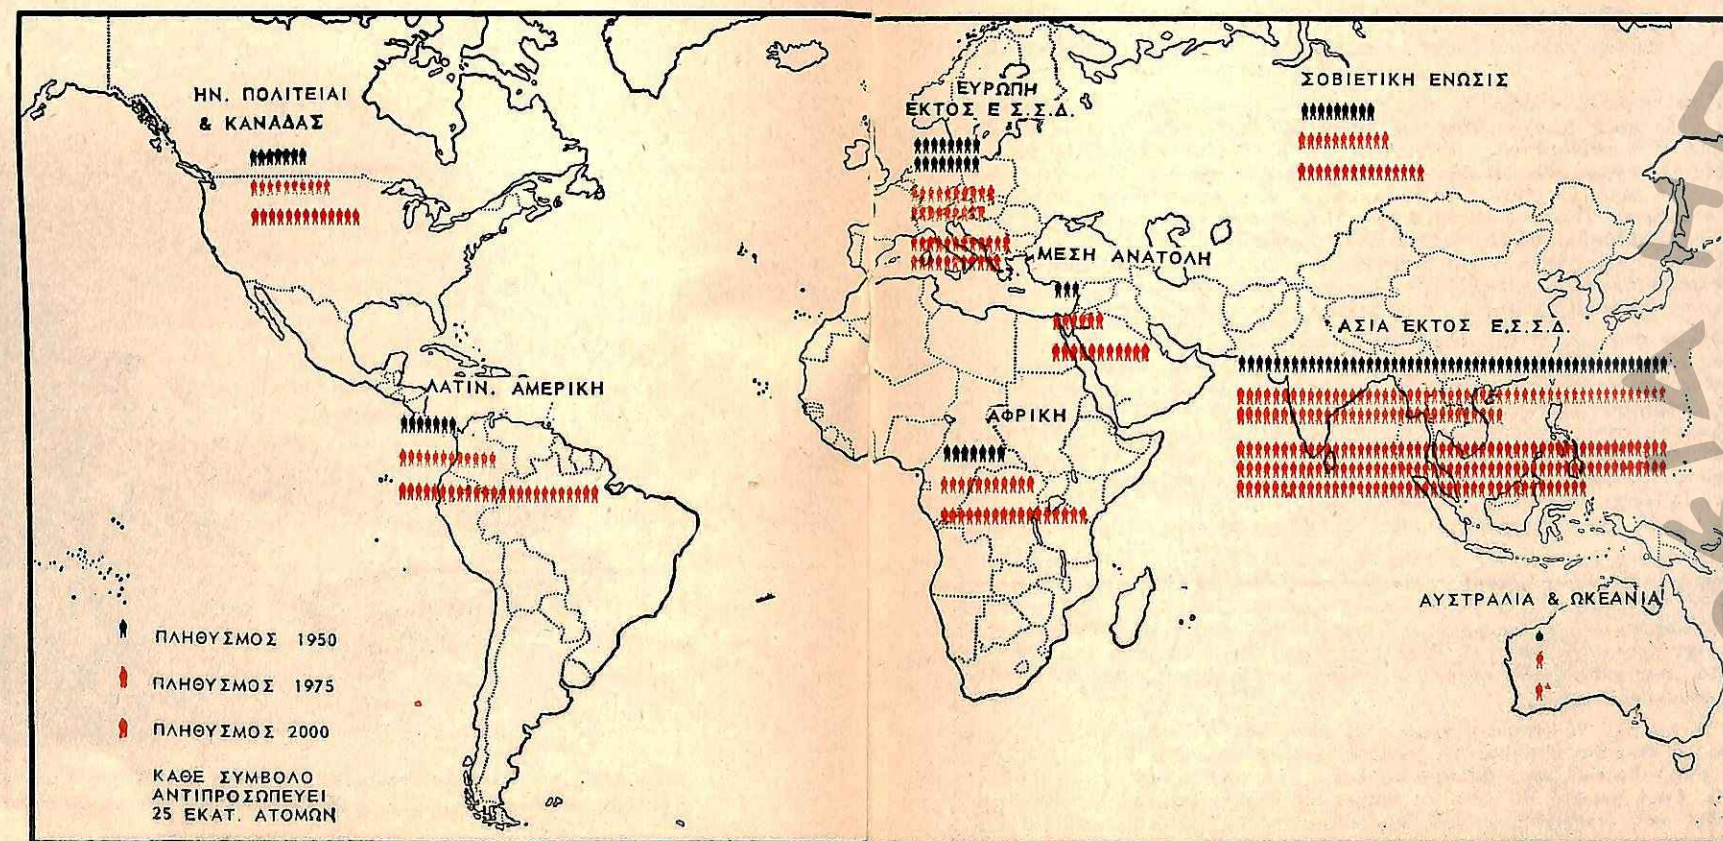 ΗΝ. ΠΟΛΙΤΕΙΑΙ
& ΚΑΝΑΔΑΣ
ΕΥΡΩΠΗ
ΕΚΤΟΣ Ε Σ.Σ.Δ.
ΣΟΒΙΕΤΙΚΗ ΕΝΩΣΙΣ
ΜΕΣΗ ΑΝΑΤΟΛΗ
ΑΣΙΑ ΕΚΤΟΣ Ε.Σ.Σ.Δ.
ΛΑΤΙΝ. ΑΜΕΡΙΚΗ
ΑΦΡΙΚΗ
ΑΥΣΤΡΑΛΙΑ & ΩΚΕΑΝΙΑ
ΠΛΗΘΥΣΜΟΣ 1950
ΠΛΗΘΥΣΜΟΣ 1975
ΠΛΗΘΥΣΜΟΣ 2000
ΚΑΘΕ ΣΥΜΒΟΛΟ
ΑΝΤΙΠΡΟΣΩΠΕΥΕΙ
25 ΕΚΑΤ. ΑΤΟΜΩΝ